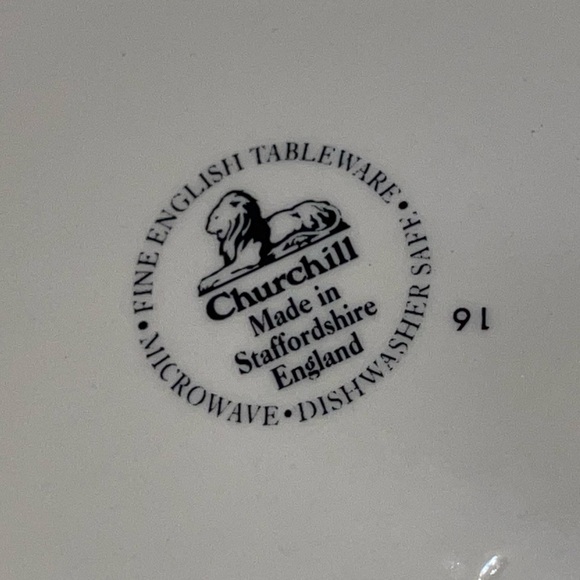 • FINE ENGLISH TABLEWARE •
Churchill
Made in
Staffordshire
England
MICROWAVE • DISHWASHER SAFE.
91